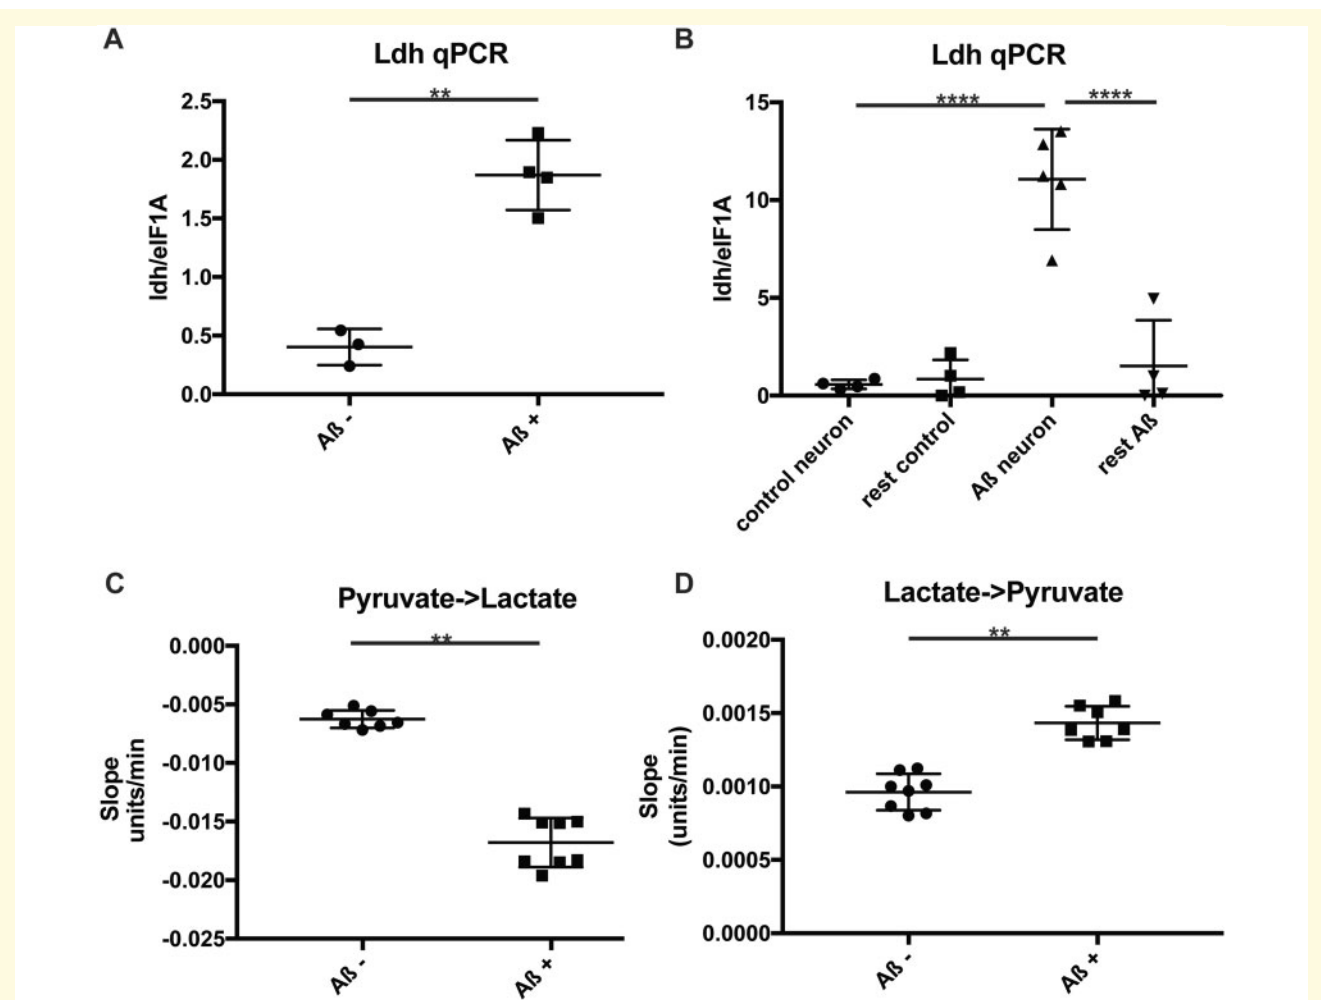 A
Ldh qPCR
**
ldh/eIF1A
2.5
2.0
1.5
1.0
0.5
0.0
Aß -
Aß +
B
Ldh qPCR
****
****
ldh/eIF1A
15
10
5
0
control neuron
rest control
Aß neuron
rest Aß
C
Pyruvate->Lactate
**
Slope
units/min
0.000
-0.005
-0.010
-0.015
-0.020
-0.025
Aß -
Aß +
D
Lactate->Pyruvate
**
Slope
(units/min)
0.0020
0.0015
0.0010
0.0005
0.0000
Aß -
Aß +